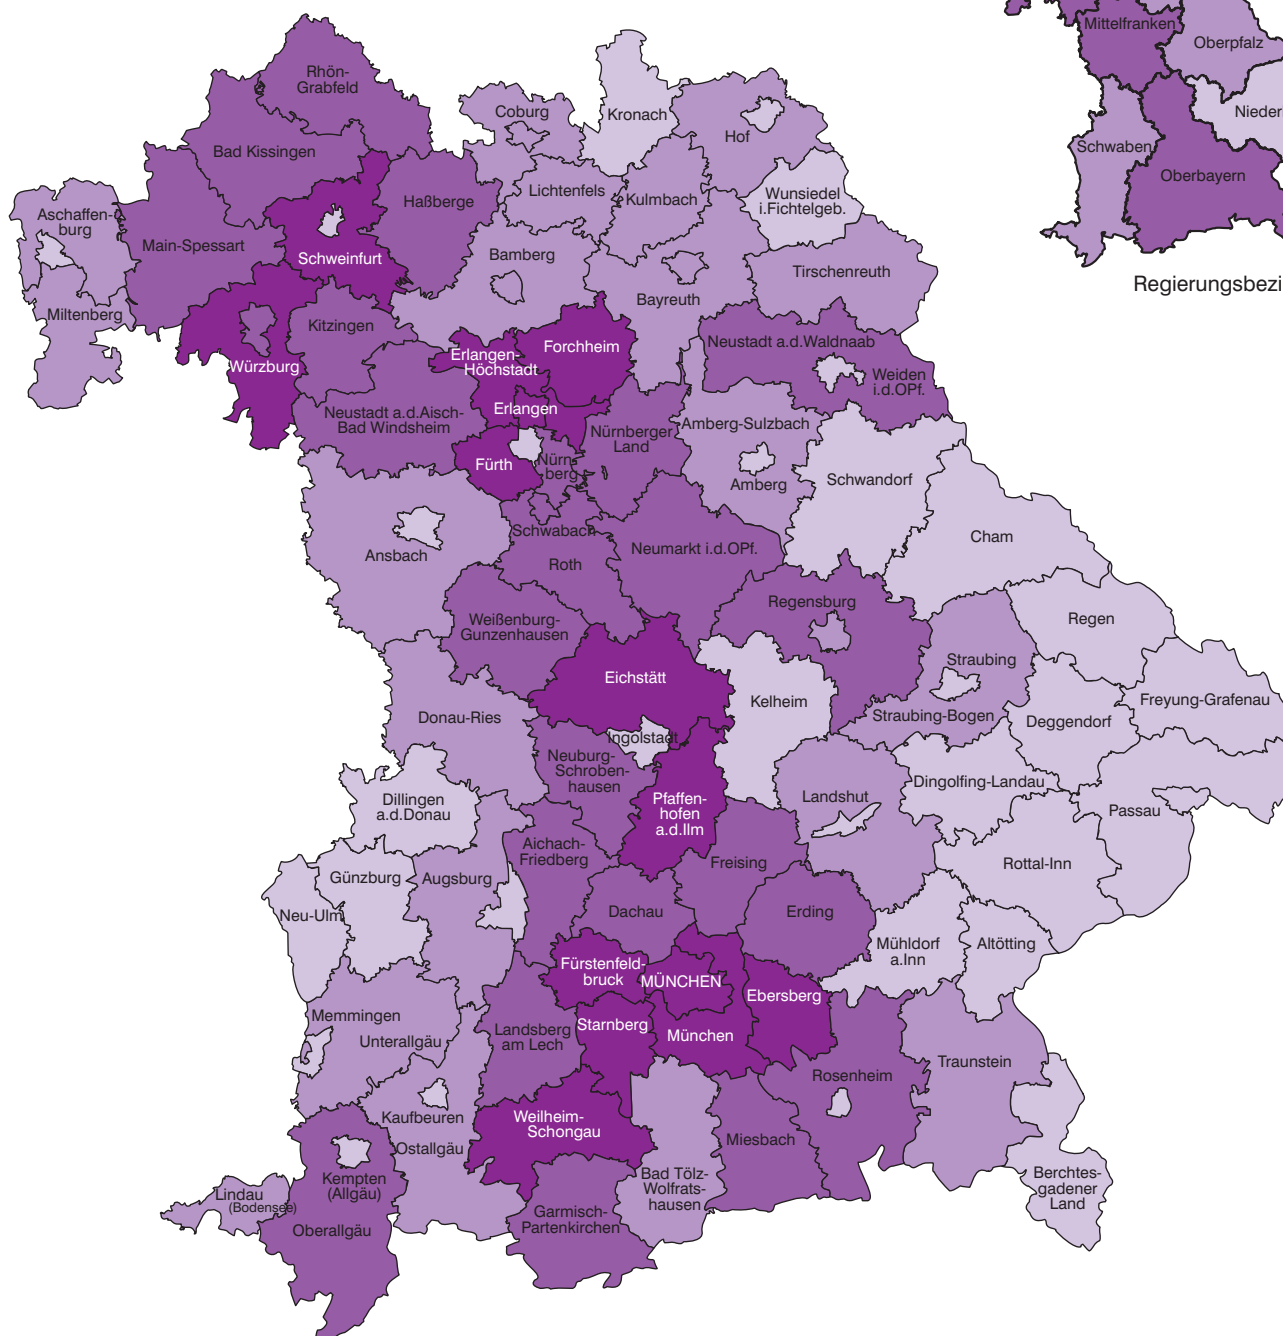 Mittelfranken
Oberpfalz
Nieder
Schwaben
Oberbayern
Regierungsbezi
Rhön-
Grabfeld
Coburg
Kronach
Hof
Bad Kissingen
Lichtenfels
Kulmbach
Wunsiedel
i.Fichtelgeb.
Haßberge
Aschaffen-
burg
Main-Spessart
Schweinfurt
Bamberg
Bayreuth
Tirschenreuth
Miltenberg
Kitzingen
Würzburg
Erlangen-
Höchstadt
Forchheim
Neustadt a.d.Waldnaab
Weiden
i.d.OPf.
Neustadt a.d.Aisch-
Bad Windsheim
Erlangen
Nürnberger
Land
Amberg-Sulzbach
Fürth
Nürn-
berg
Amberg
Schwandorf
Cham
Ansbach
Schwabach
Roth
Neumarkt i.d.OPf.
Regensburg
Regen
Weißenburg-
Gunzenhausen
Straubing
Eichstätt
Kelheim
Straubing-Bogen
Deggendorf
Freyung-Grafenau
Donau-Ries
Ingolstadt
Neuburg-
Schroben-
hausen
Dillingen
a.d.Donau
Pfaffen-
hofen
a.d.Ilm
Landshut
Dingolfing-Landau
Passau
Aichach-
Friedberg
Freising
Rottal-Inn
Günzburg
Augsburg
Neu-Ulm
Dachau
Erding
Mühldorf
a.Inn
Altötting
Fürstenfeld-
bruck
MÜNCHEN
Ebersberg
Memmingen
Unterallgäu
Landsberg
am Lech
Starnberg
München
Traunstein
Rosenheim
Kaufbeuren
Ostallgäu
Weilheim-
Schongau
Miesbach
Kempten
(Allgäu)
Bad Tölz-
Wolfrats-
hausen
Berchtes-
gadener
Land
Lindau
(Bodensee)
Oberallgäu
Garmisch-
Partenkirchen